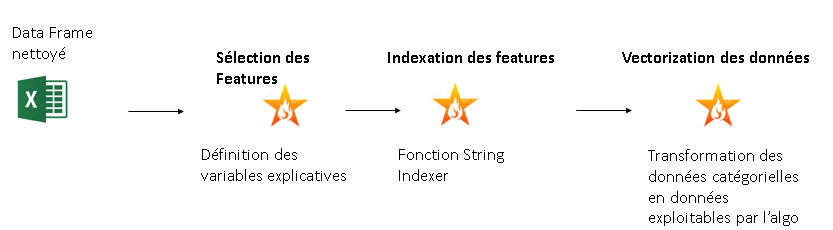 Data Frame
nettoyé
X
Sélection des
Features
Définition des
variables explicatives
Indexation des features
Fonction String
Indexer
Vectorization des données
Transformation des
données catégorielles
en données
exploitables par l'algo